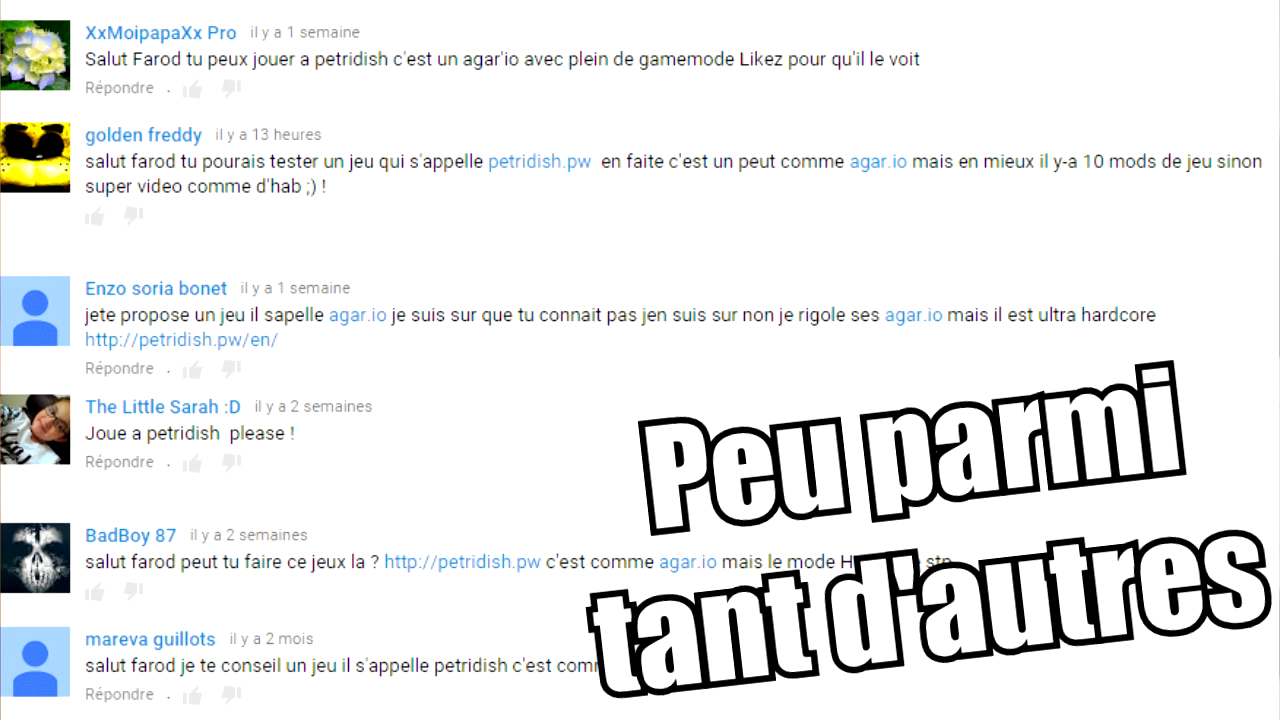 XxMoipapaXx Pro il y a 1 semaine
Salut Farod tu peux jouer a petridish c'est un agar'io avec plein de gamemode Likez pour qu'il le voit
Répondre .
golden freddy il y a 13 heures
salut farod tu pourais tester un jeu qui s'appelle petridish.pw en faite c'est un peut comme agar.io mais en mieux il y-a 10 mods de jeu sinon
super video comme d'hab ;) !
Enzo soria bonet il y a 1 semaine
jete propose un jeu il sapelle agar.io je suis sur que tu connait pas jen suis sur non je rigole ses agar.io mais il est ultra hardcore
http://petridish.pw/en/
Répondre .
The Little Sarah :D il y a 2 semaines
Joue a petridish please !
Répondre .
BadBoy 87 il y a 2 semaines
salut farod peut tu faire ce jeux la ? http://petridish.pw c'est comme agar.io mais le mode stp
mareva guillots il y a 2 mois
salut farod je te conseil un jeu il s'appelle petridish c'est
Répondre .
Peu parmi
tant d'autres